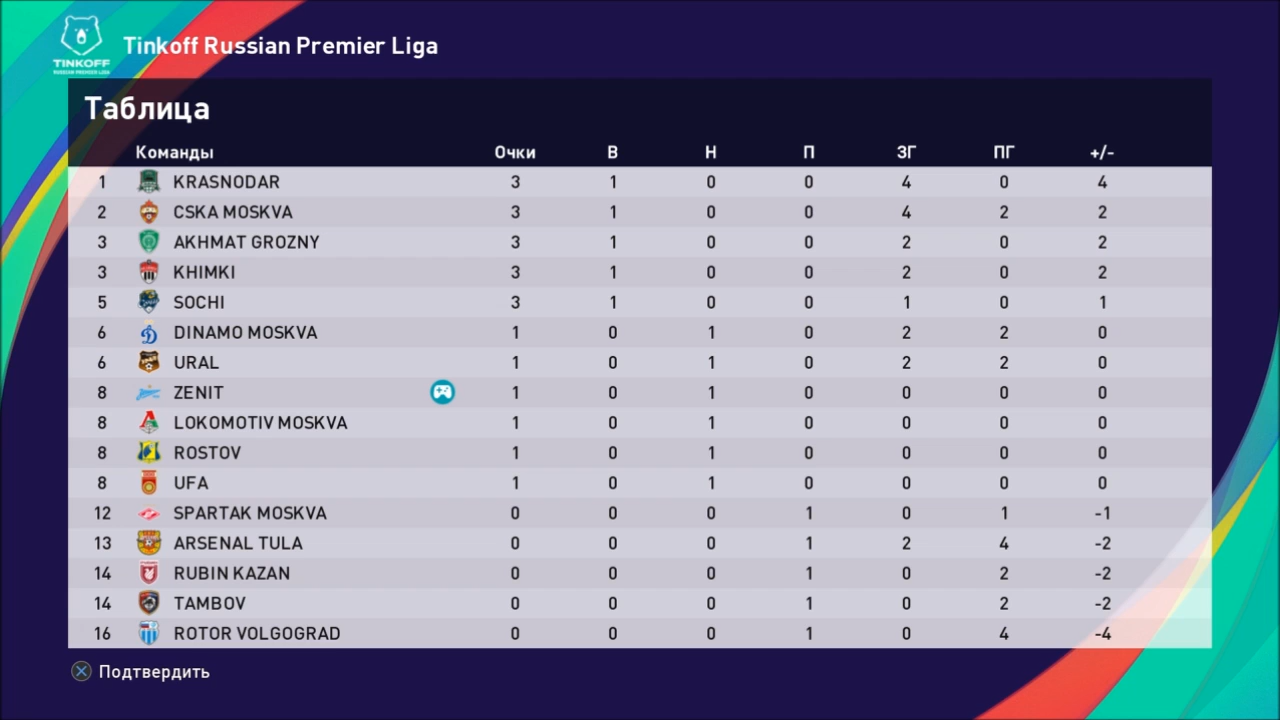 Tinkoff Russian Premier Liga
TINKOFF
RUSSIAN PREMIER LIGA
Таблица
Команды Очки В Н П ЗГ ПГ +/-
1 KRASNODAR 3 1 0 0 4 0 4
2 CSKA MOSKVA 3 1 0 0 4 2 2
3 AKHMAT GROZNY 3 1 0 0 2 0 2
3 KHIMKI 3 1 0 0 2 0 2
5 SOCHI 3 1 0 0 1 0 1
6 DINAMO MOSKVA 1 0 1 0 2 2 0
6 URAL 1 0 1 0 2 2 0
8 ZENIT 1 0 1 0 0 0 0
8 LOKOMOTIV MOSKVA 1 0 1 0 0 0 0
8 ROSTOV 1 0 1 0 0 0 0
8 UFA 1 0 1 0 0 0 0
12 SPARTAK MOSKVA 0 0 0 1 0 1 -1
13 ARSENAL TULA 0 0 0 1 2 4 -2
14 RUBIN KAZAN 0 0 0 1 0 2 -2
14 TAMBOV 0 0 0 1 0 2 -2
16 ROTOR VOLGOGRAD 0 0 0 1 0 4 -4
Подтвердить